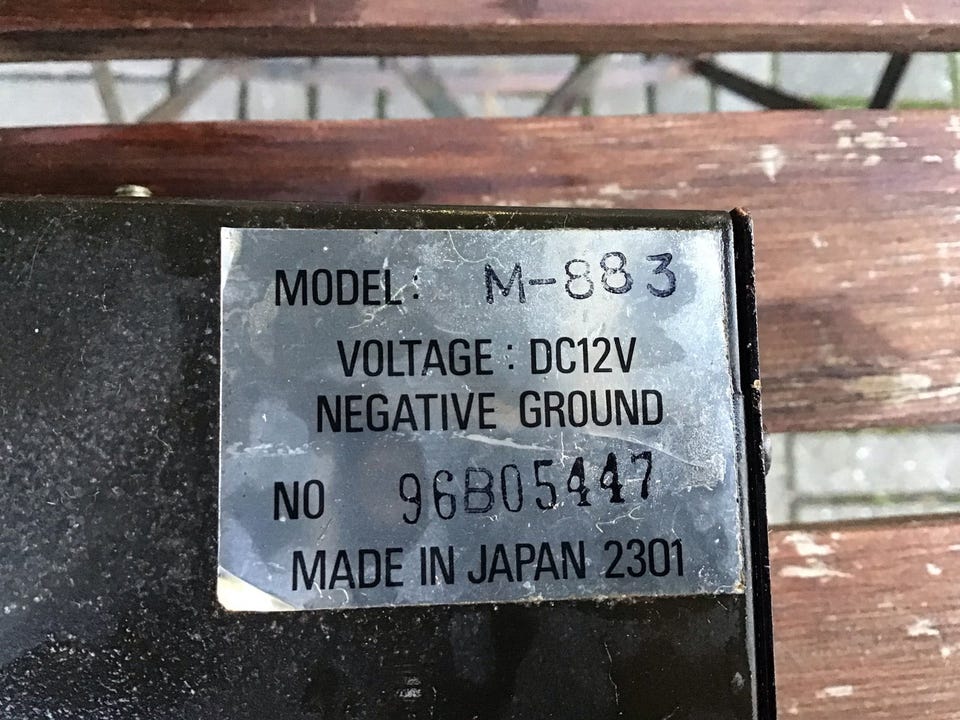 MODEL: M-883
VOLTAGE: DC12V
NEGATIVE GROUND
NO 96B05447
MADE IN JAPAN 2301